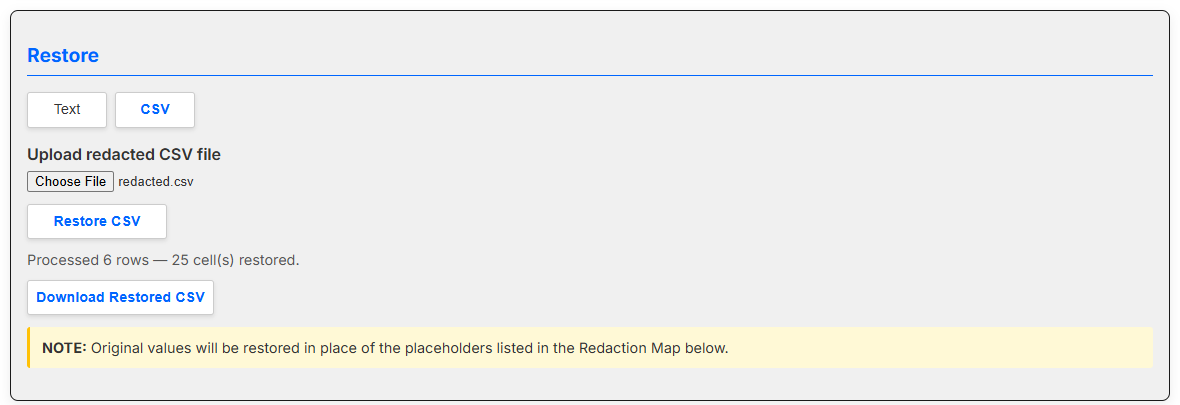 Restore
Text CSV
Upload redacted CSV file
Choose File redacted.csv
Restore CSV
Processed 6 rows — 25 cell(s) restored.
Download Restored CSV
NOTE: Original values will be restored in place of the placeholders listed in the Redaction Map below.